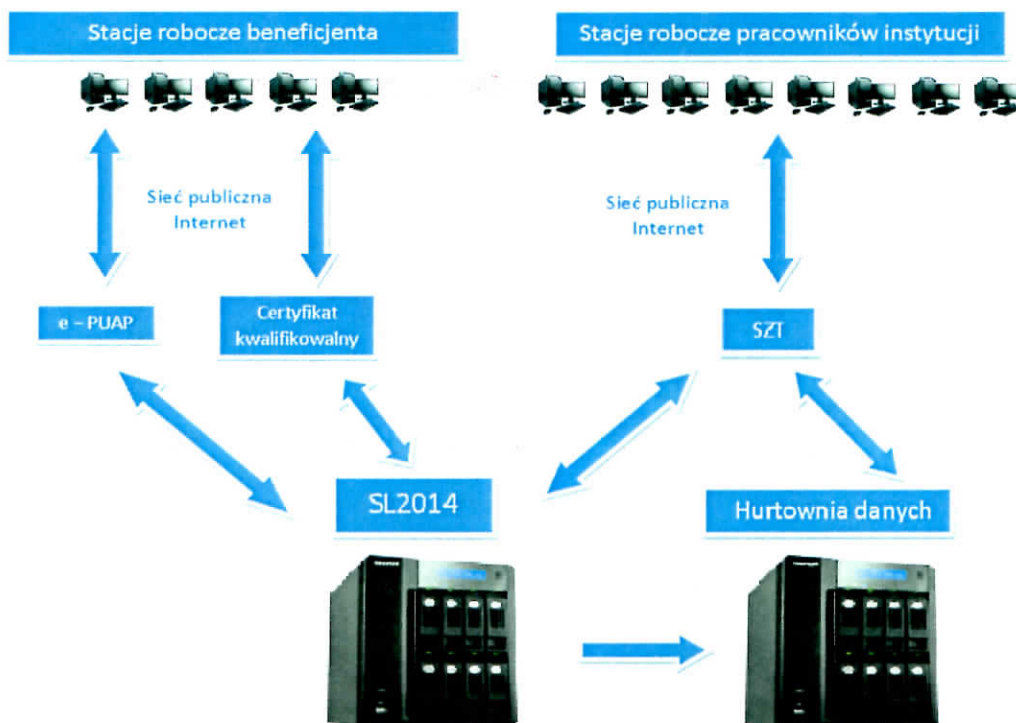 Stacje robocze beneficjenta
Stacje robocze pracowników instytucji
Sieć publiczna
Internet
Sieć publiczna
Internet
e – PUAP
Certyfikat
kwalifikowalny
SZT
SL2014
Hurtownia danych